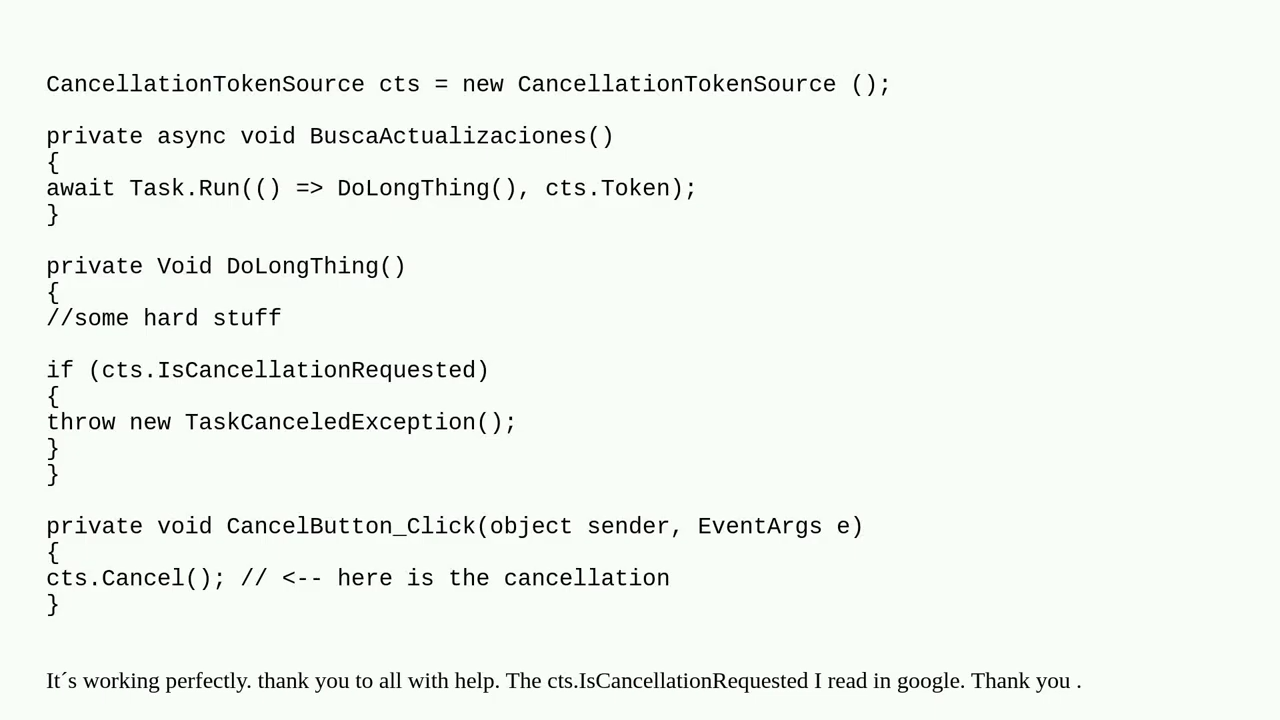 CancellationTokenSource cts = new CancellationTokenSource ();
private async void BuscaActualizaciones()
{
await Task.Run(() => DoLongThing(), cts.Token);
}
private Void DoLongThing()
{
//some hard stuff
if (cts.IsCancellationRequested)
{
throw new TaskCanceledException();
}
}
private void CancelButton_Click(object sender, EventArgs e)
{
cts.Cancel(); // <-- here is the cancellation
}
It´s working perfectly. thank you to all with help. The cts.IsCancellationRequested I read in google. Thank you .